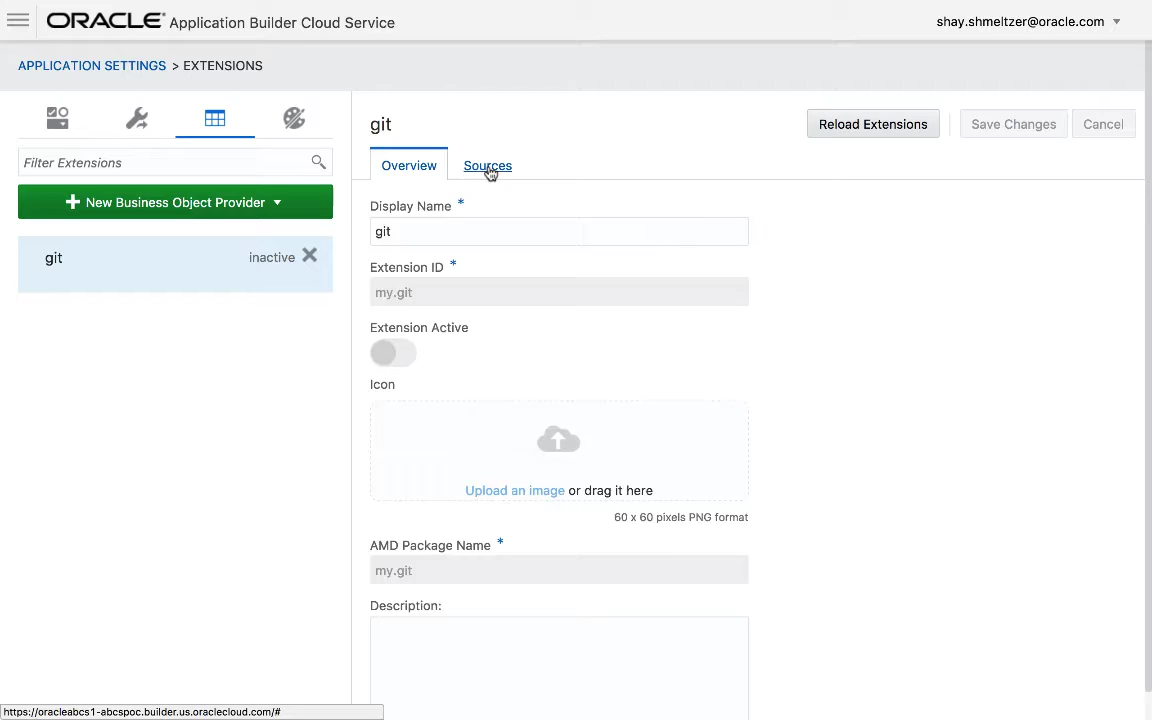 ORACLE® Application Builder Cloud Service
shay.shmeltzer@oracle.com
APPLICATION SETTINGS > EXTENSIONS
Filter Extensions
New Business Object Provider
git inactive
git
Reload Extensions
Save Changes
Cancel
Overview
Sources
Display Name *
git
Extension ID *
my.git
Extension Active
Icon
Upload an image or drag it here
60 x 60 pixels PNG format
AMD Package Name *
my.git
Description:
https://oracleabcs1-abcspoc.builder.us.oraclecloud.com/#